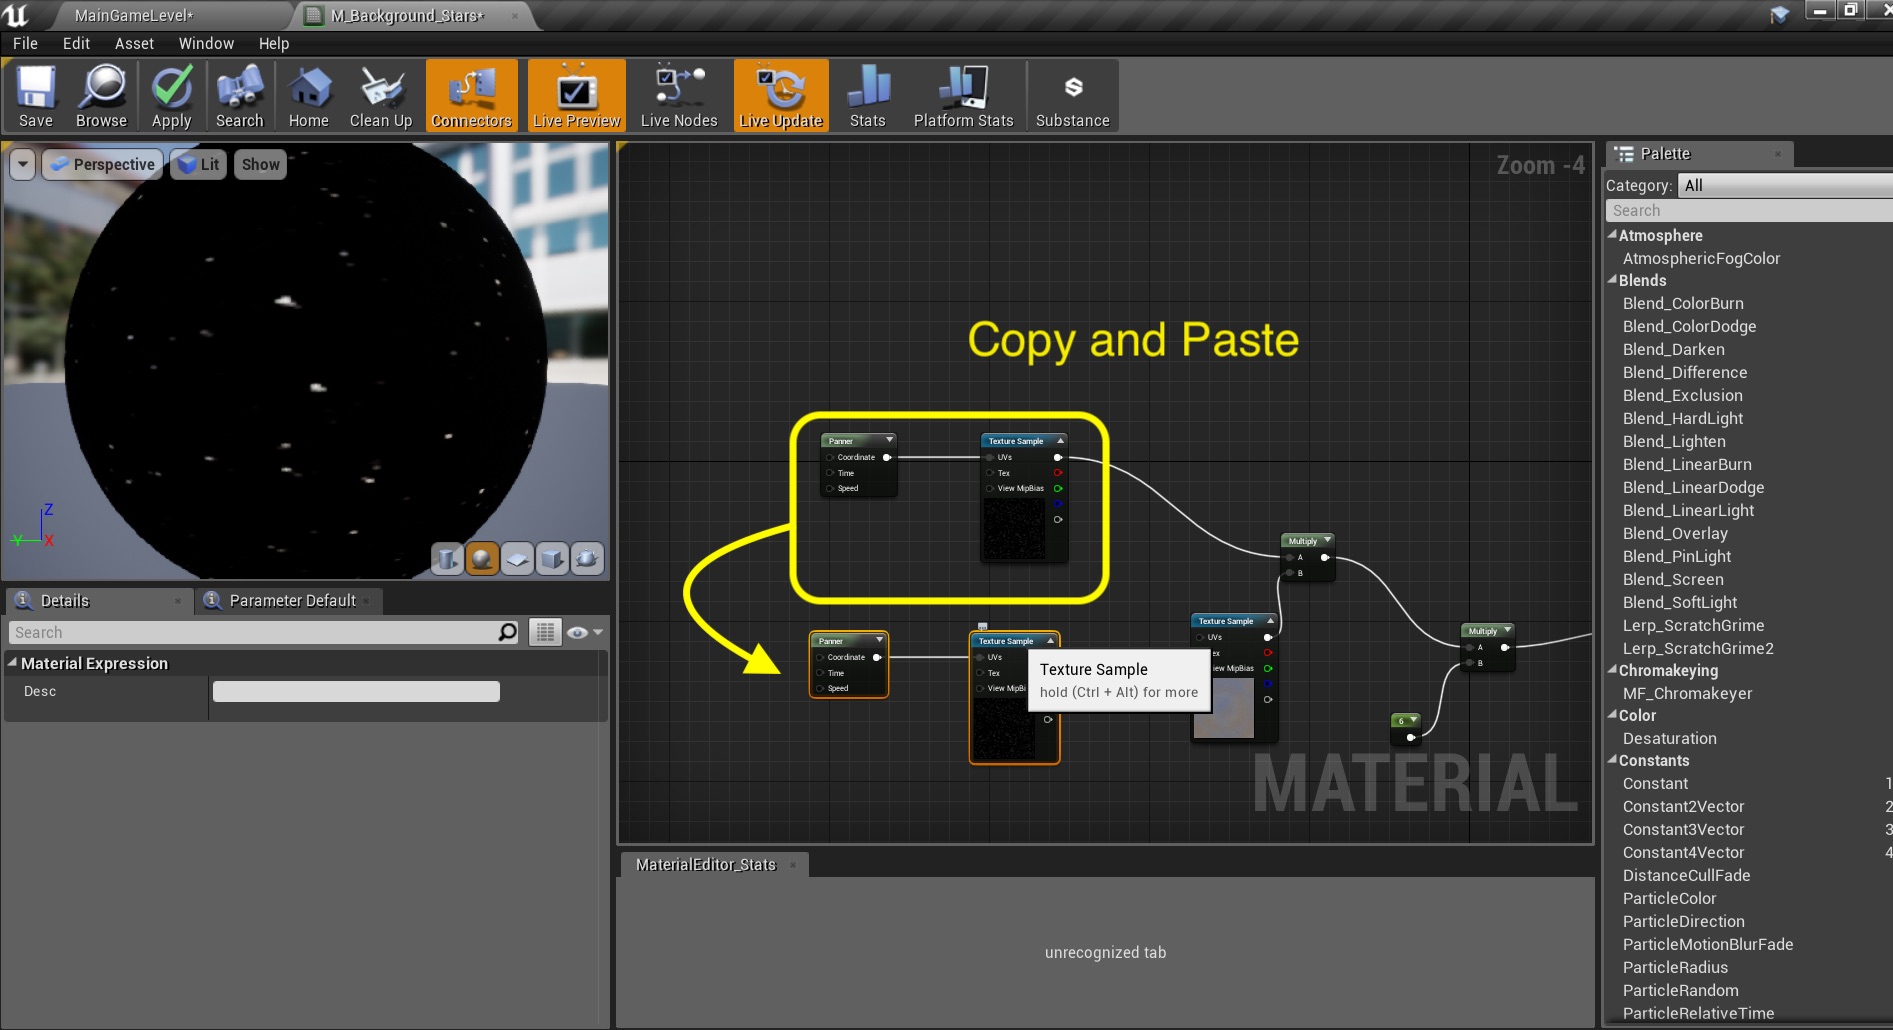 MainGameLevel*
M_Background_Stars*
File Edit Asset Window Help
Save
Browse
Apply
Search
Home
Clean Up
Connectors
Live Preview
Live Nodes
Live Update
Stats
Platform Stats
Substance
Perspective
Lit
Show
Z
Y
X
Details
Parameter Default
Search
Material Expression
Desc
Zoom -4
Copy and Paste
Panner
Coordinate
Time
Speed
Texture Sample
UVs
Tex
View MipBias
Multiply
A
B
Panner
Coordinate
Time
Speed
Texture Sample
UVs
Tex
View MipBi
Texture Sample
hold (Ctrl + Alt) for more
Texture Sample
UVs
ex
iew MipBias
Multiply
A
B
6
MATERIAL
MaterialEditor_Stats
unrecognized tab
Palette
Category: All
Search
Atmosphere
AtmosphericFogColor
Blends
Blend_ColorBurn
Blend_ColorDodge
Blend_Darken
Blend_Difference
Blend_Exclusion
Blend_HardLight
Blend_Lighten
Blend_LinearBurn
Blend_LinearDodge
Blend_LinearLight
Blend_Overlay
Blend_PinLight
Blend_Screen
Blend_SoftLight
Lerp_ScratchGrime
Lerp_ScratchGrime2
Chromakeying
MF_Chromakeyer
Color
Desaturation
Constants
Constant 1
Constant2Vector 2
Constant3Vector 3
Constant4Vector 4
DistanceCullFade
ParticleColor
ParticleDirection
ParticleMotionBlurFade
ParticleRadius
ParticleRandom
ParticleRelativeTime